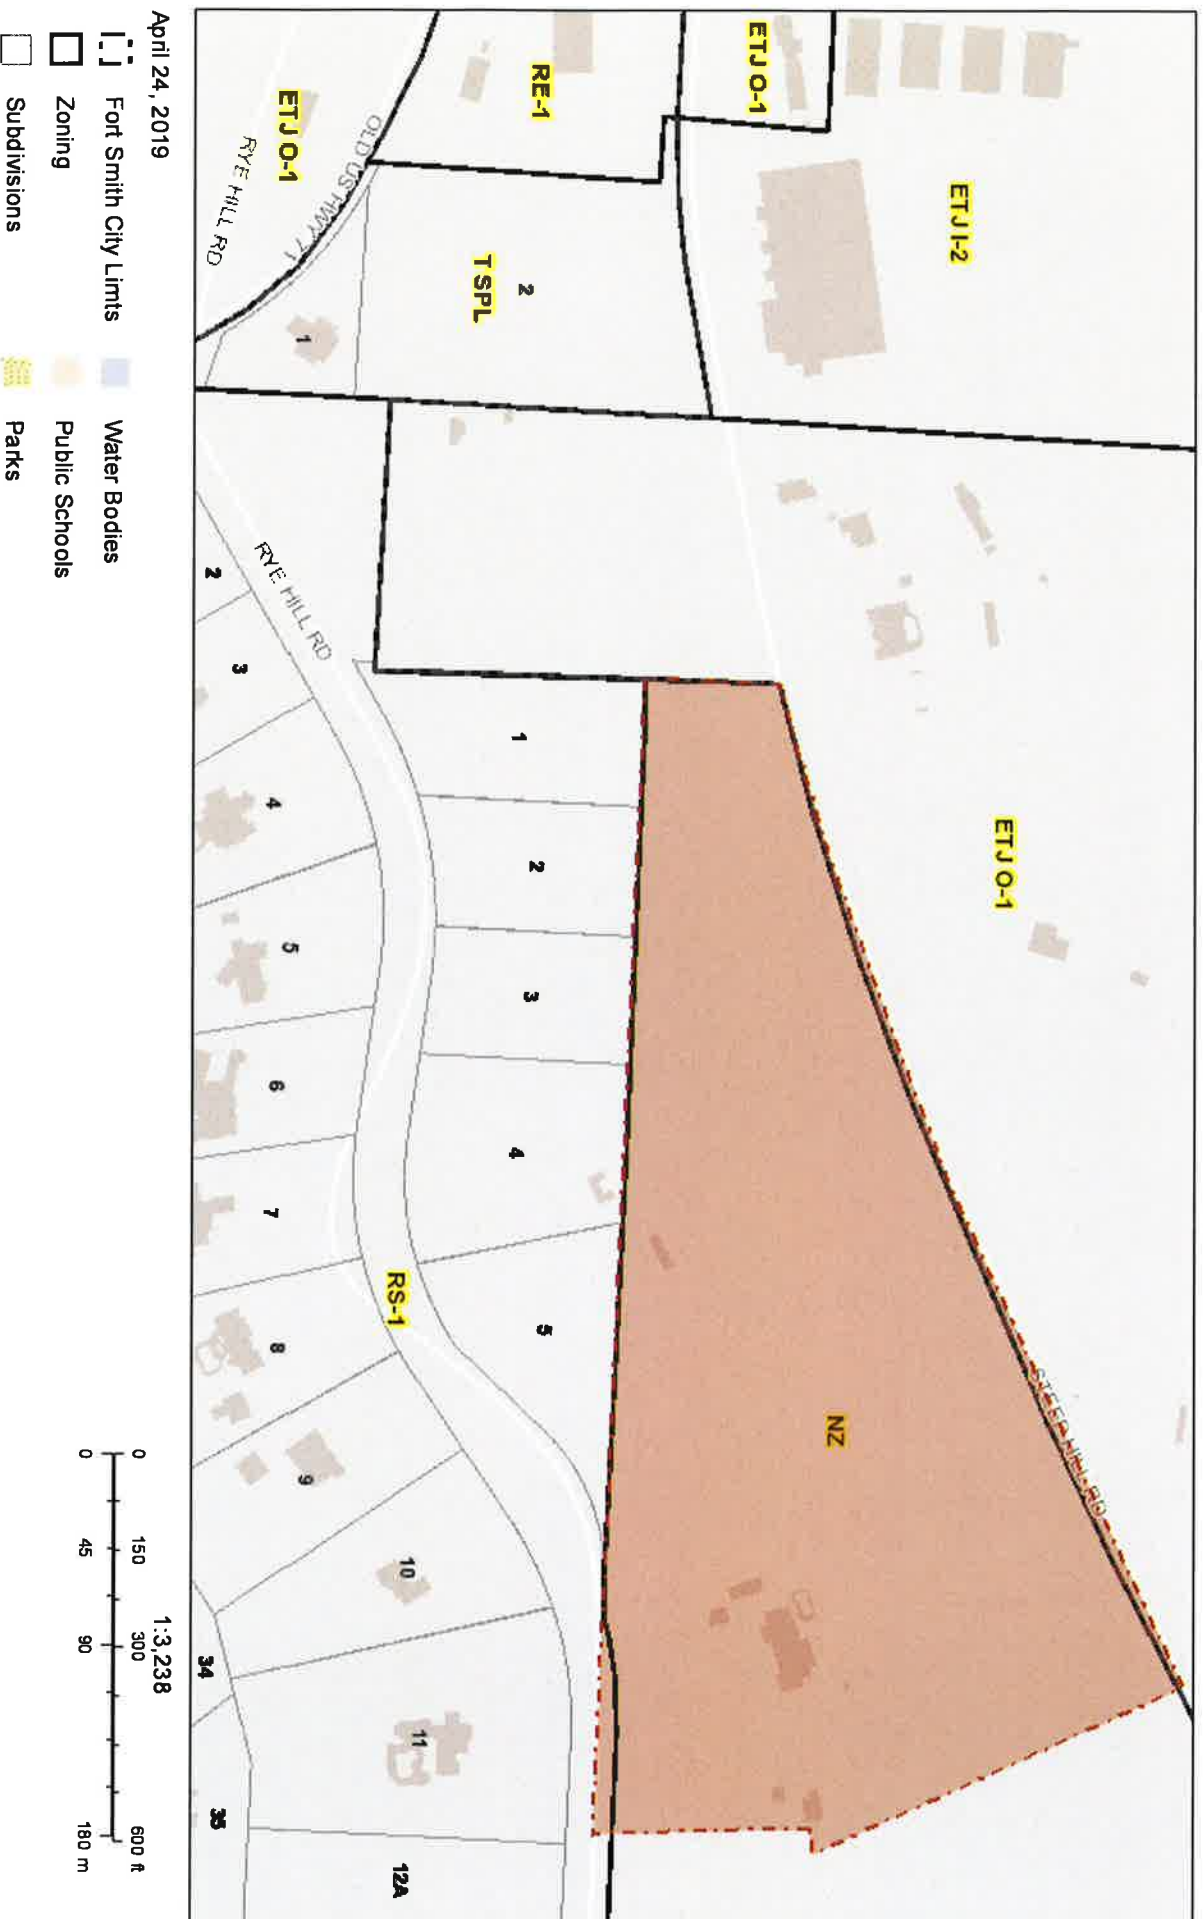 ETJ I-2
ETJ O-1
RE-1
2
T SPL
ETJ O-1
OLD US HWY 71
RYE HILL RD
1
ETJ O-1
STEEP HILL RD
NZ
1
2
3
4
5
RYE HILL RD
RS-1
2
3
4
5
6
7
8
9
10
11
12A
34
35
April 24, 2019
1:3,238
0 150 300 600 ft
0 45 90 180 m
Fort Smith City Limts
Zoning
Subdivisions
Water Bodies
Public Schools
Parks